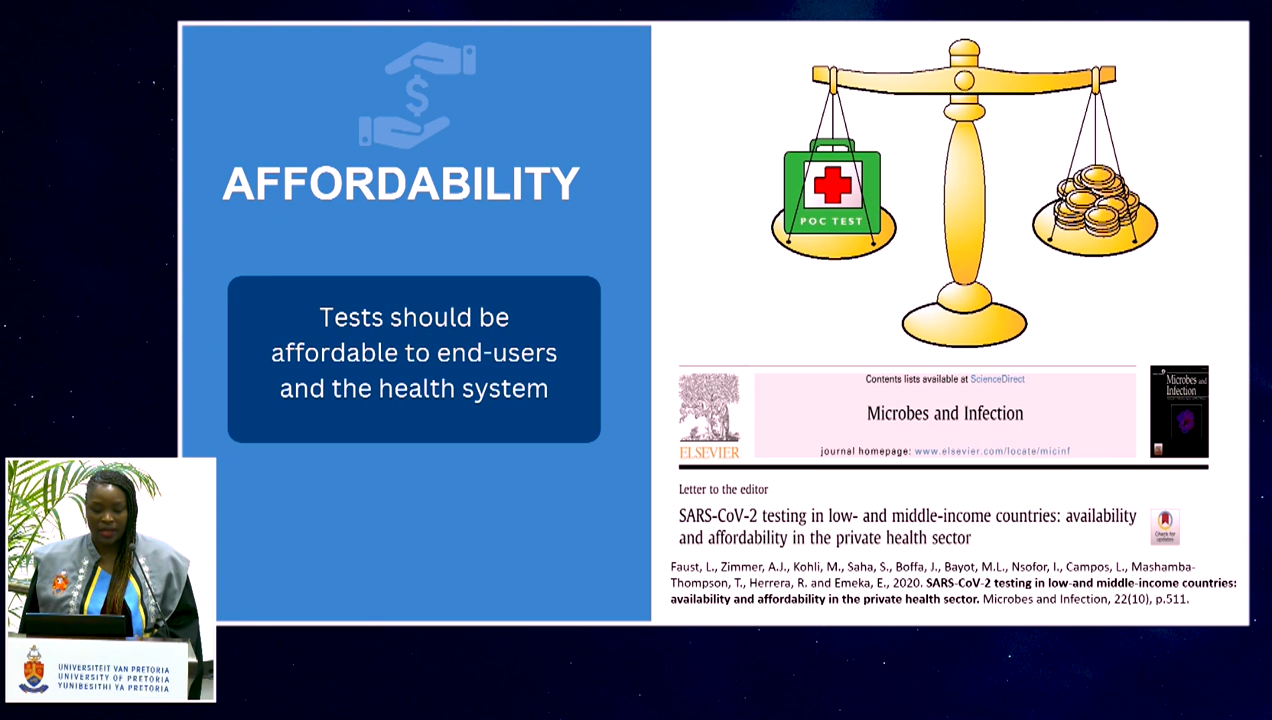 $
AFFORDABILITY
Tests should be
affordable to end-users
and the health system
POC TEST
Contents lists available at ScienceDirect
Microbes and Infection
journal homepage: www.elsevier.com/locate/micinf
ELSEVIER
Microbes and
Infection
Letter to the editor
SARS-CoV-2 testing in low- and middle-income countries: availability
and affordability in the private health sector
Check for
updates
Faust, L., Zimmer, A.J., Kohli, M., Saha, S., Boffa, J., Bayot, M.L., Nsofor, I., Campos, L., Mashamba-
Thompson, T., Herrera, R. and Emeka, E., 2020. SARS-CoV-2 testing in low-and middle-income countries:
availability and affordability in the private health sector. Microbes and Infection, 22(10), p.511.
UNIVERSITEIT VAN PRETORIA
UNIVERSITY OF PRETORIA
YUNIBESITHI YA PRETORIA